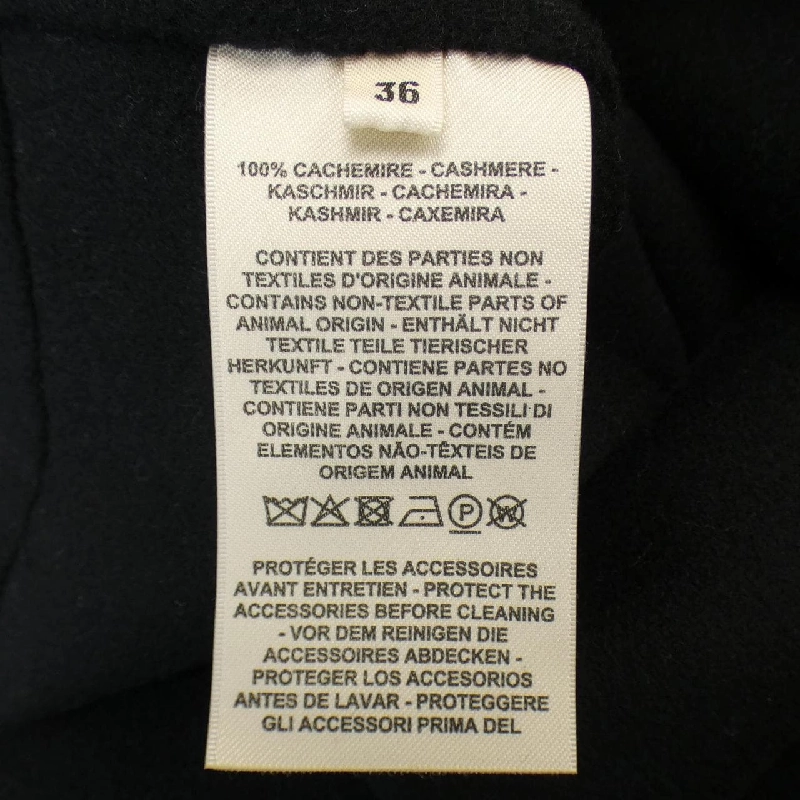 36
100% CACHEMIRE - CASHMERE -
KASCHMIR - CACHEMIRA -
KASHMIR - CAXEMIRA
CONTIENT DES PARTIES NON
TEXTILES D'ORIGINE ANIMALE -
CONTAINS NON-TEXTILE PARTS OF
ANIMAL ORIGIN - ENTHÄLT NICHT
TEXTILE TEILE TIERISCHER
HERKUNFT - CONTIENE PARTES NO
TEXTILES DE ORIGEN ANIMAL -
CONTIENE PARTI NON TESSILI DI
ORIGINE ANIMALE - CONTÉM
ELEMENTOS NÃO-TÊXTEIS DE
ORIGEM ANIMAL
P W
PROTÉGER LES ACCESSOIRES
AVANT ENTRETIEN - PROTECT THE
ACCESSORIES BEFORE CLEANING
- VOR DEM REINIGEN DIE
ACCESSOIRES ABDECKEN -
PROTEGER LOS ACCESORIOS
ANTES DE LAVAR - PROTEGGERE
GLI ACCESSORI PRIMA DEL